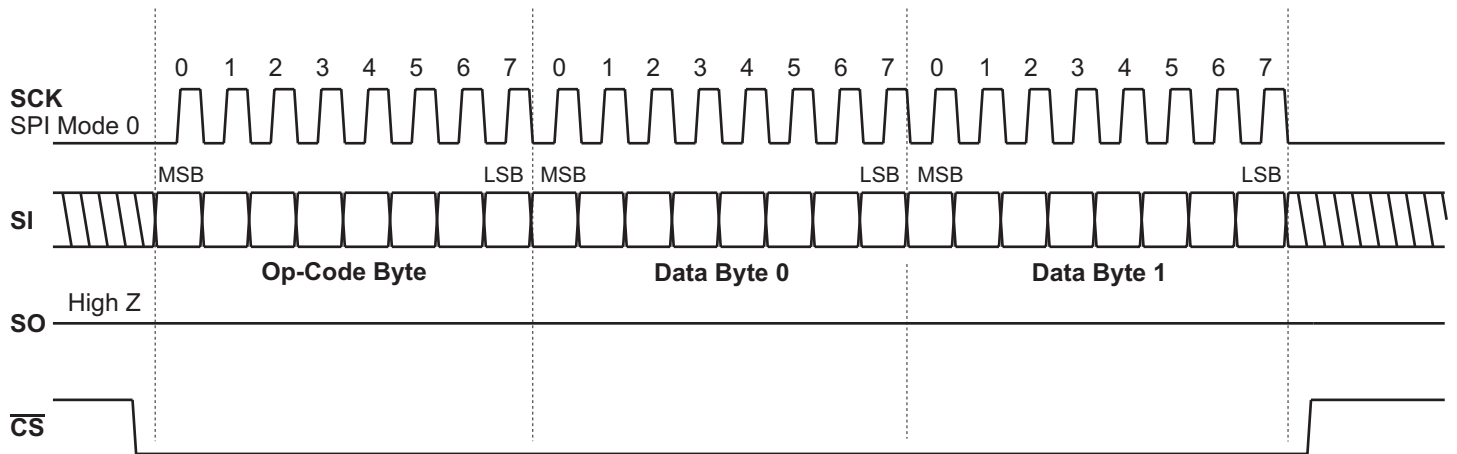 0 1 2 3 4 5 6 7 0 1 2 3 4 5 6 7 0 1 2 3 4 5 6 7
SCK
SPI Mode 0
MSB LSB MSB LSB MSB LSB
SI
Op-Code Byte Data Byte 0 Data Byte 1
High Z
SO
CS